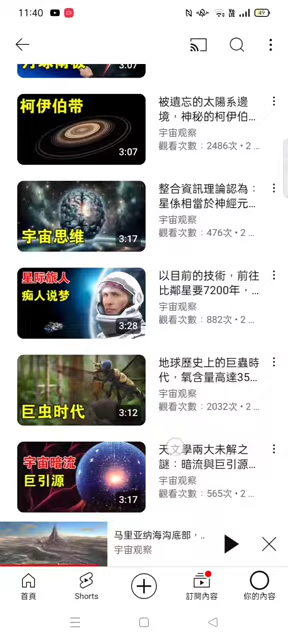 11:40
3:07
柯伊伯带
3:07
被遺忘的太陽系邊
境，神秘的柯伊伯…
宇宙观察
觀看次數：2486次 • 2 ...
宇宙思维
3:17
整合資訊理論認為：
星係相當於神經元…
宇宙观察
觀看次數：476次 • 2 ...
星际旅人
痴人说梦
3:28
以目前的技術，前往
比鄰星要7200年，…
宇宙观察
觀看次數：882次 • 2 ...
巨虫时代
3:12
地球歷史上的巨蟲時
代，氧含量高達35…
宇宙观察
觀看次數：2032次 • 2 ...
宇宙暗流
巨引源
3:17
天文學兩大未解之
謎：暗流與巨引源…
宇宙观察
觀看次數：565次 • 2 ...
马里亚纳海沟底部，..
宇宙观察
首頁
Shorts
訂閱內容
你的內容